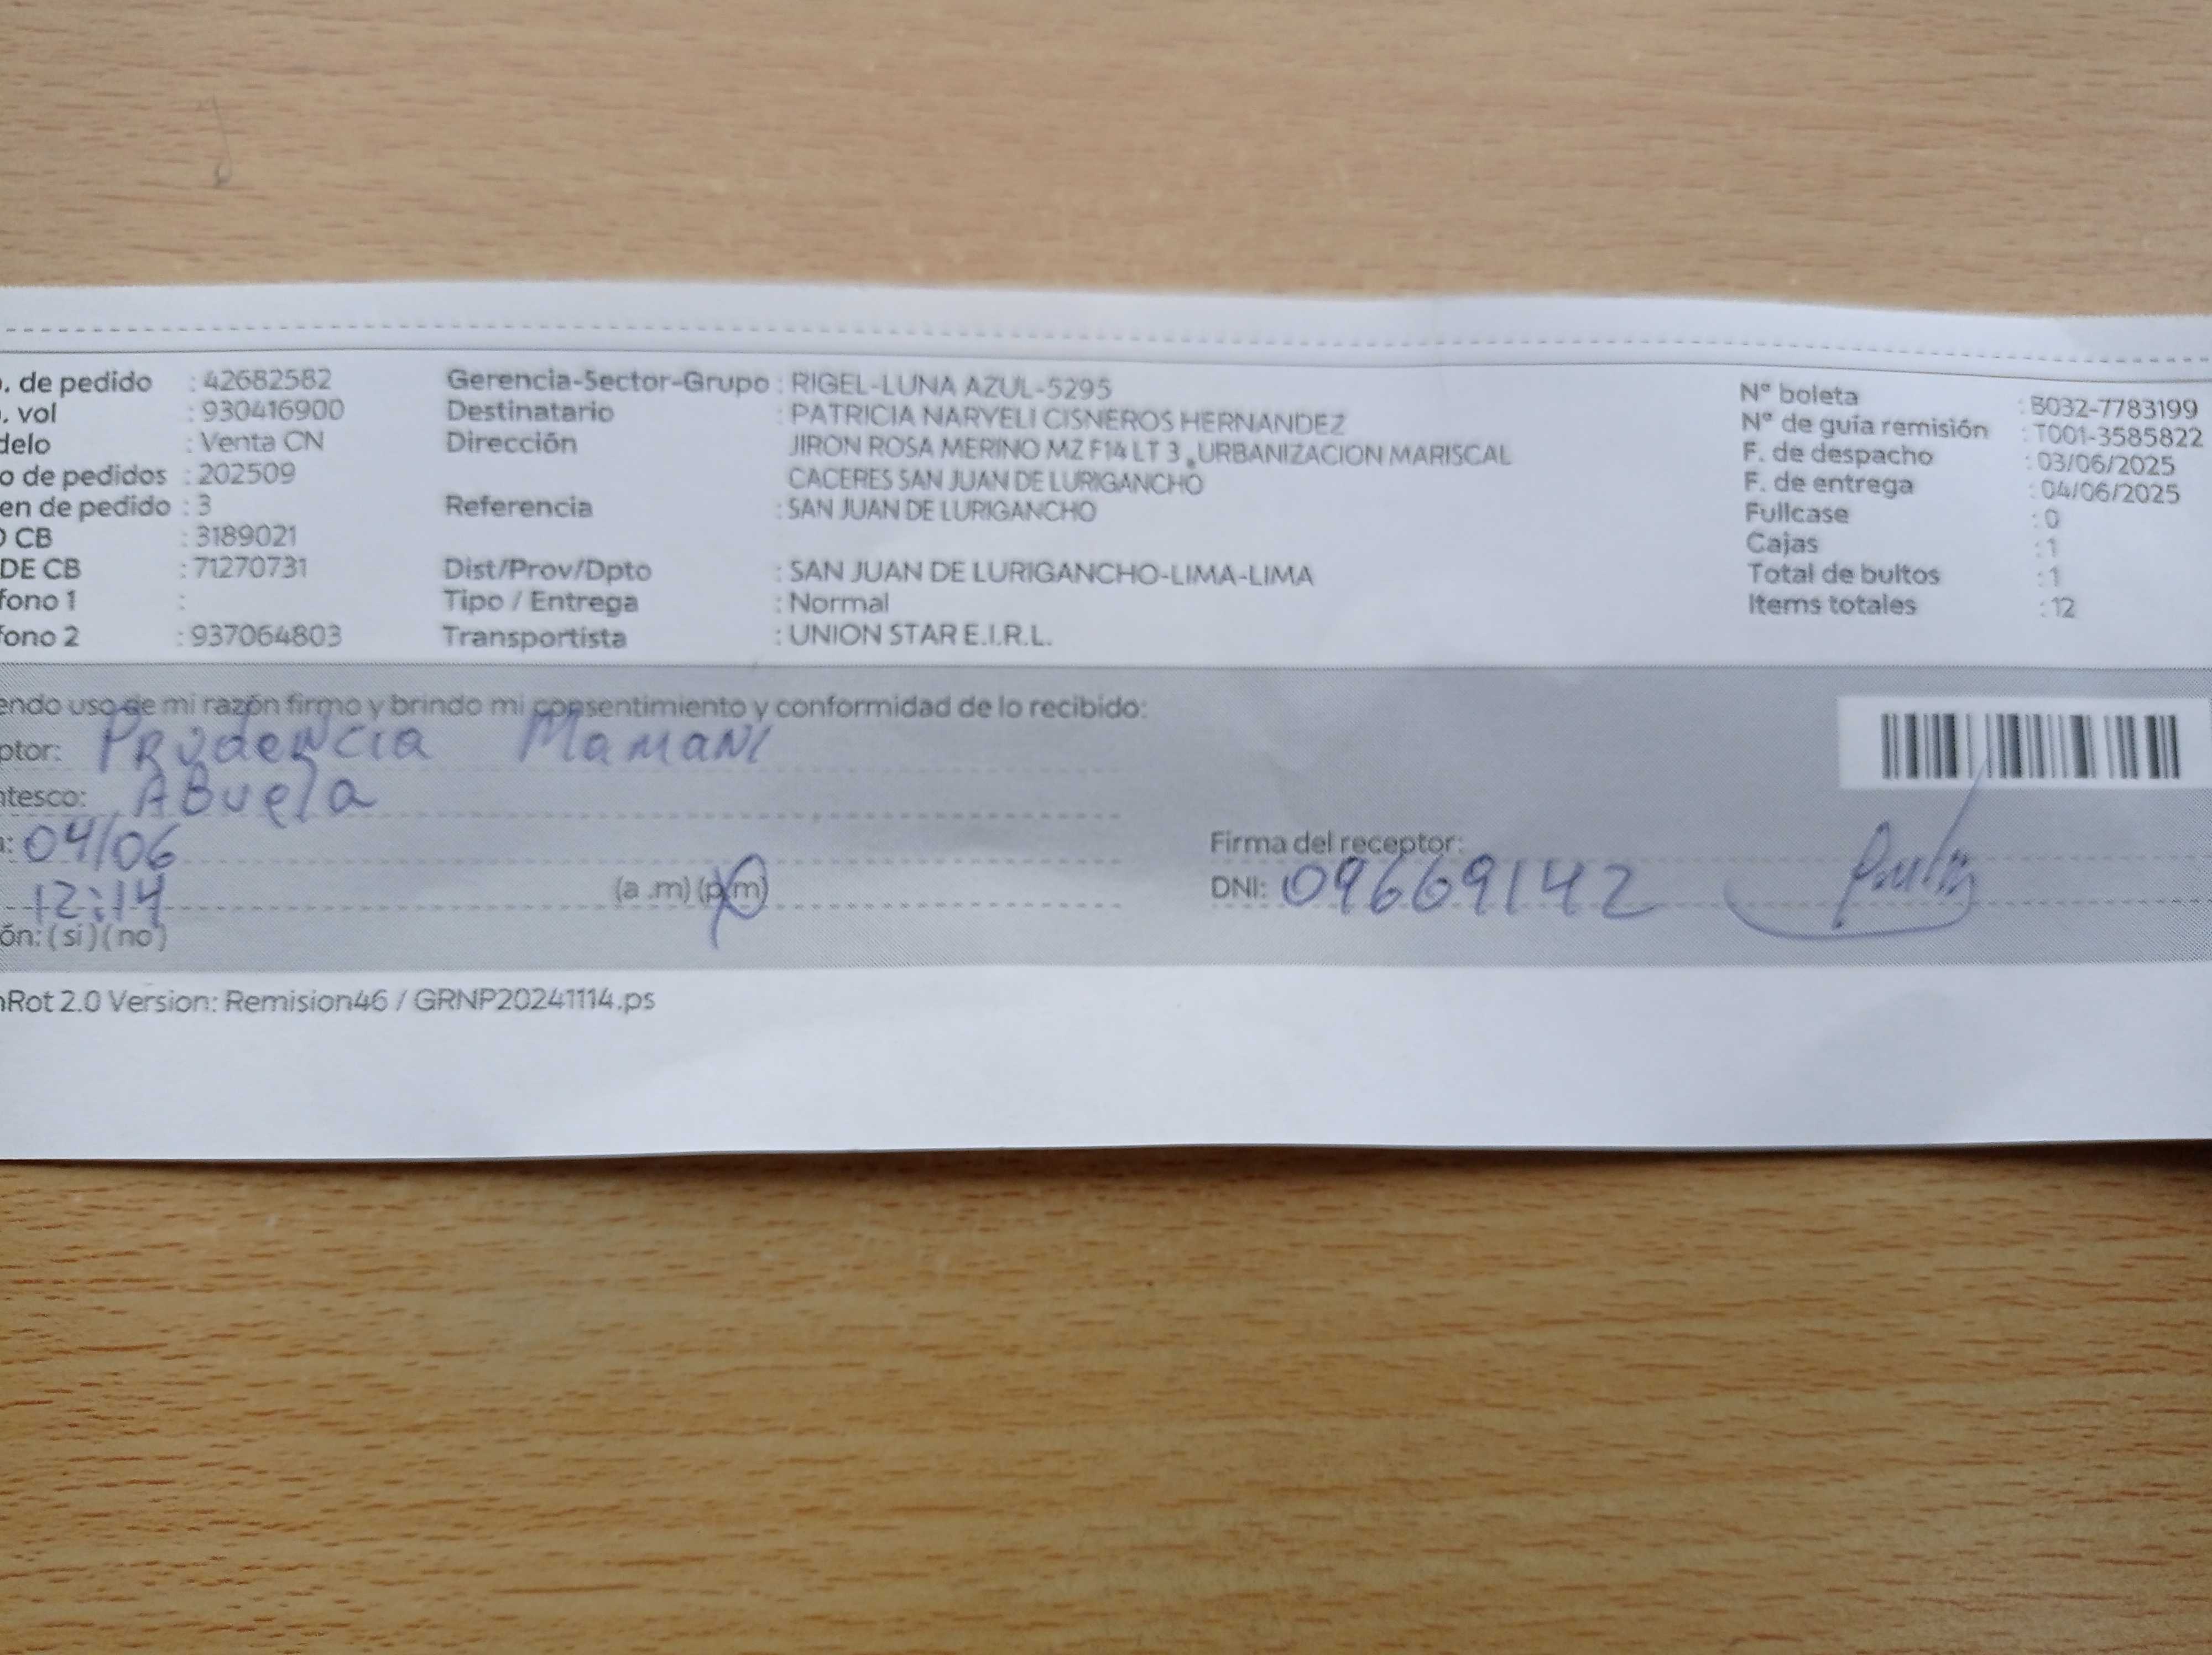 . de pedido : 42682582 Gerencia-Sector-Grupo : RIGEL-LUNA AZUL-5295 Nº boleta : B032-7783199
. vol : 930416900 Destinatario : PATRICIA NARYELI CISNEROS HERNANDEZ Nº de guía remisión : T001-3585822
delo : Venta CN Dirección JIRON ROSA MERINO MZ F14 LT 3 , URBANIZACION MARISCAL F. de despacho : 03/06/2025
o de pedidos : 202509 CACERES SAN JUAN DE LURIGANCHO F. de entrega : 04/06/2025
en de pedido : 3 Referencia : SAN JUAN DE LURIGANCHO Fullcase : 0
O CB : 3189021 Cajas : 1
DE CB : 71270731 Dist/Prov/Dpto : SAN JUAN DE LURIGANCHO-LIMA-LIMA Total de bultos : 1
fono 1 : Tipo / Entrega : Normal Items totales : 12
fono 2 : 937064803 Transportista : UNION STAR E.I.R.L.
endo uso de mi razón firmo y brindo mi consentimiento y conformidad de lo recibido:
ptor: Prudencia Mamani
ntesco: Abuela
: 04/06 Firma del receptor:
12:14 (a .m) (p.m) DNI: 09669142
ón: (si) (no)
nRot 2.0 Version: Remision46 / GRNP20241114.ps